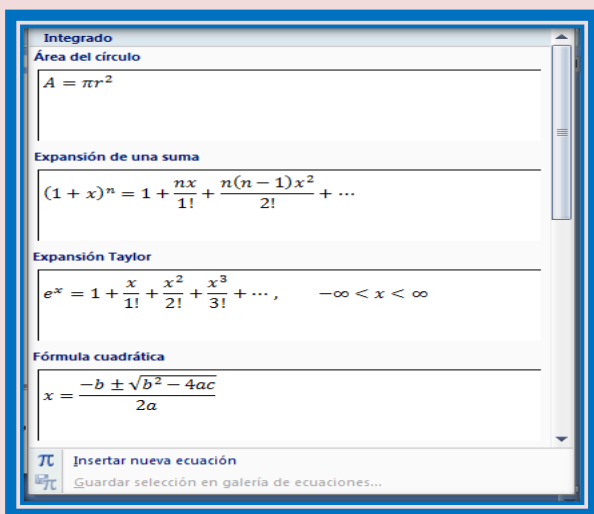 Integrado
Área del círculo
A = πr²
Expansión de una suma
(1 + x)ⁿ = 1 + nx/1! + n(n − 1)x²/2! + ⋯
Expansión Taylor
eˣ = 1 + x/1! + x²/2! + x³/3! + ⋯ , −∞ < x < ∞
Fórmula cuadrática
x = (−b ± √(b² − 4ac))/2a
π Insertar nueva ecuación
π Guardar selección en galería de ecuaciones...